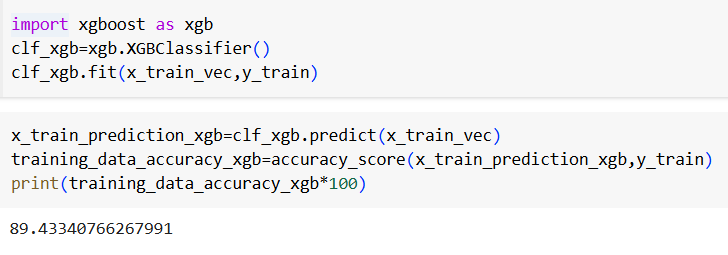 import xgboost as xgb
clf_xgb=xgb.XGBClassifier()
clf_xgb.fit(x_train_vec,y_train)
x_train_prediction_xgb=clf_xgb.predict(x_train_vec)
training_data_accuracy_xgb=accuracy_score(x_train_prediction_xgb,y_train)
print(training_data_accuracy_xgb*100)
89.43340766267991